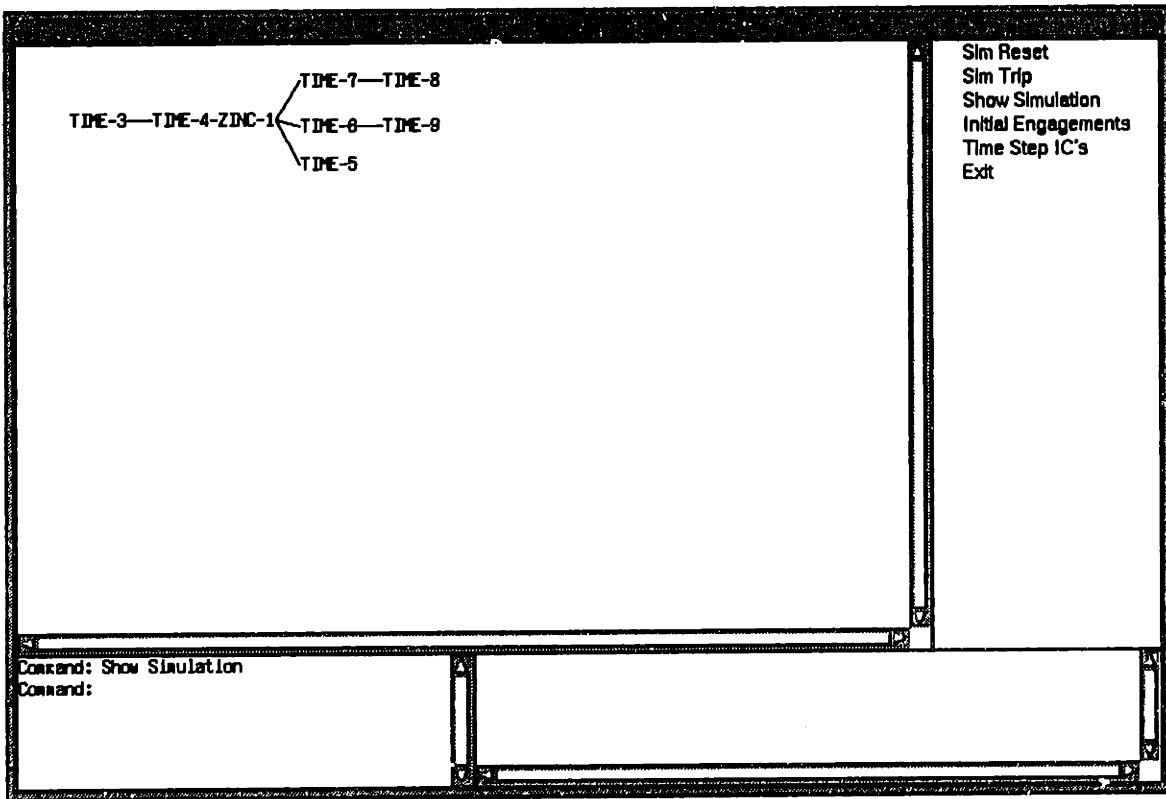 TIME-7—TIME-8
TIME-3—TIME-4-ZINC-1
TIME-6—TIME-9
TIME-5
Sim Reset
Sim Trip
Show Simulation
Initial Engagements
Time Step IC's
Exit
Command: Show Simulation
Command: